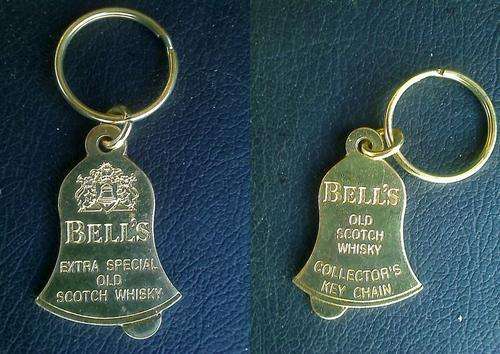 BELL'S
EXTRA SPECIAL
OLD
SCOTCH WHISKY
BELL'S
OLD
SCOTCH
WHISKY
COLLECTOR'S
KEY CHAIN